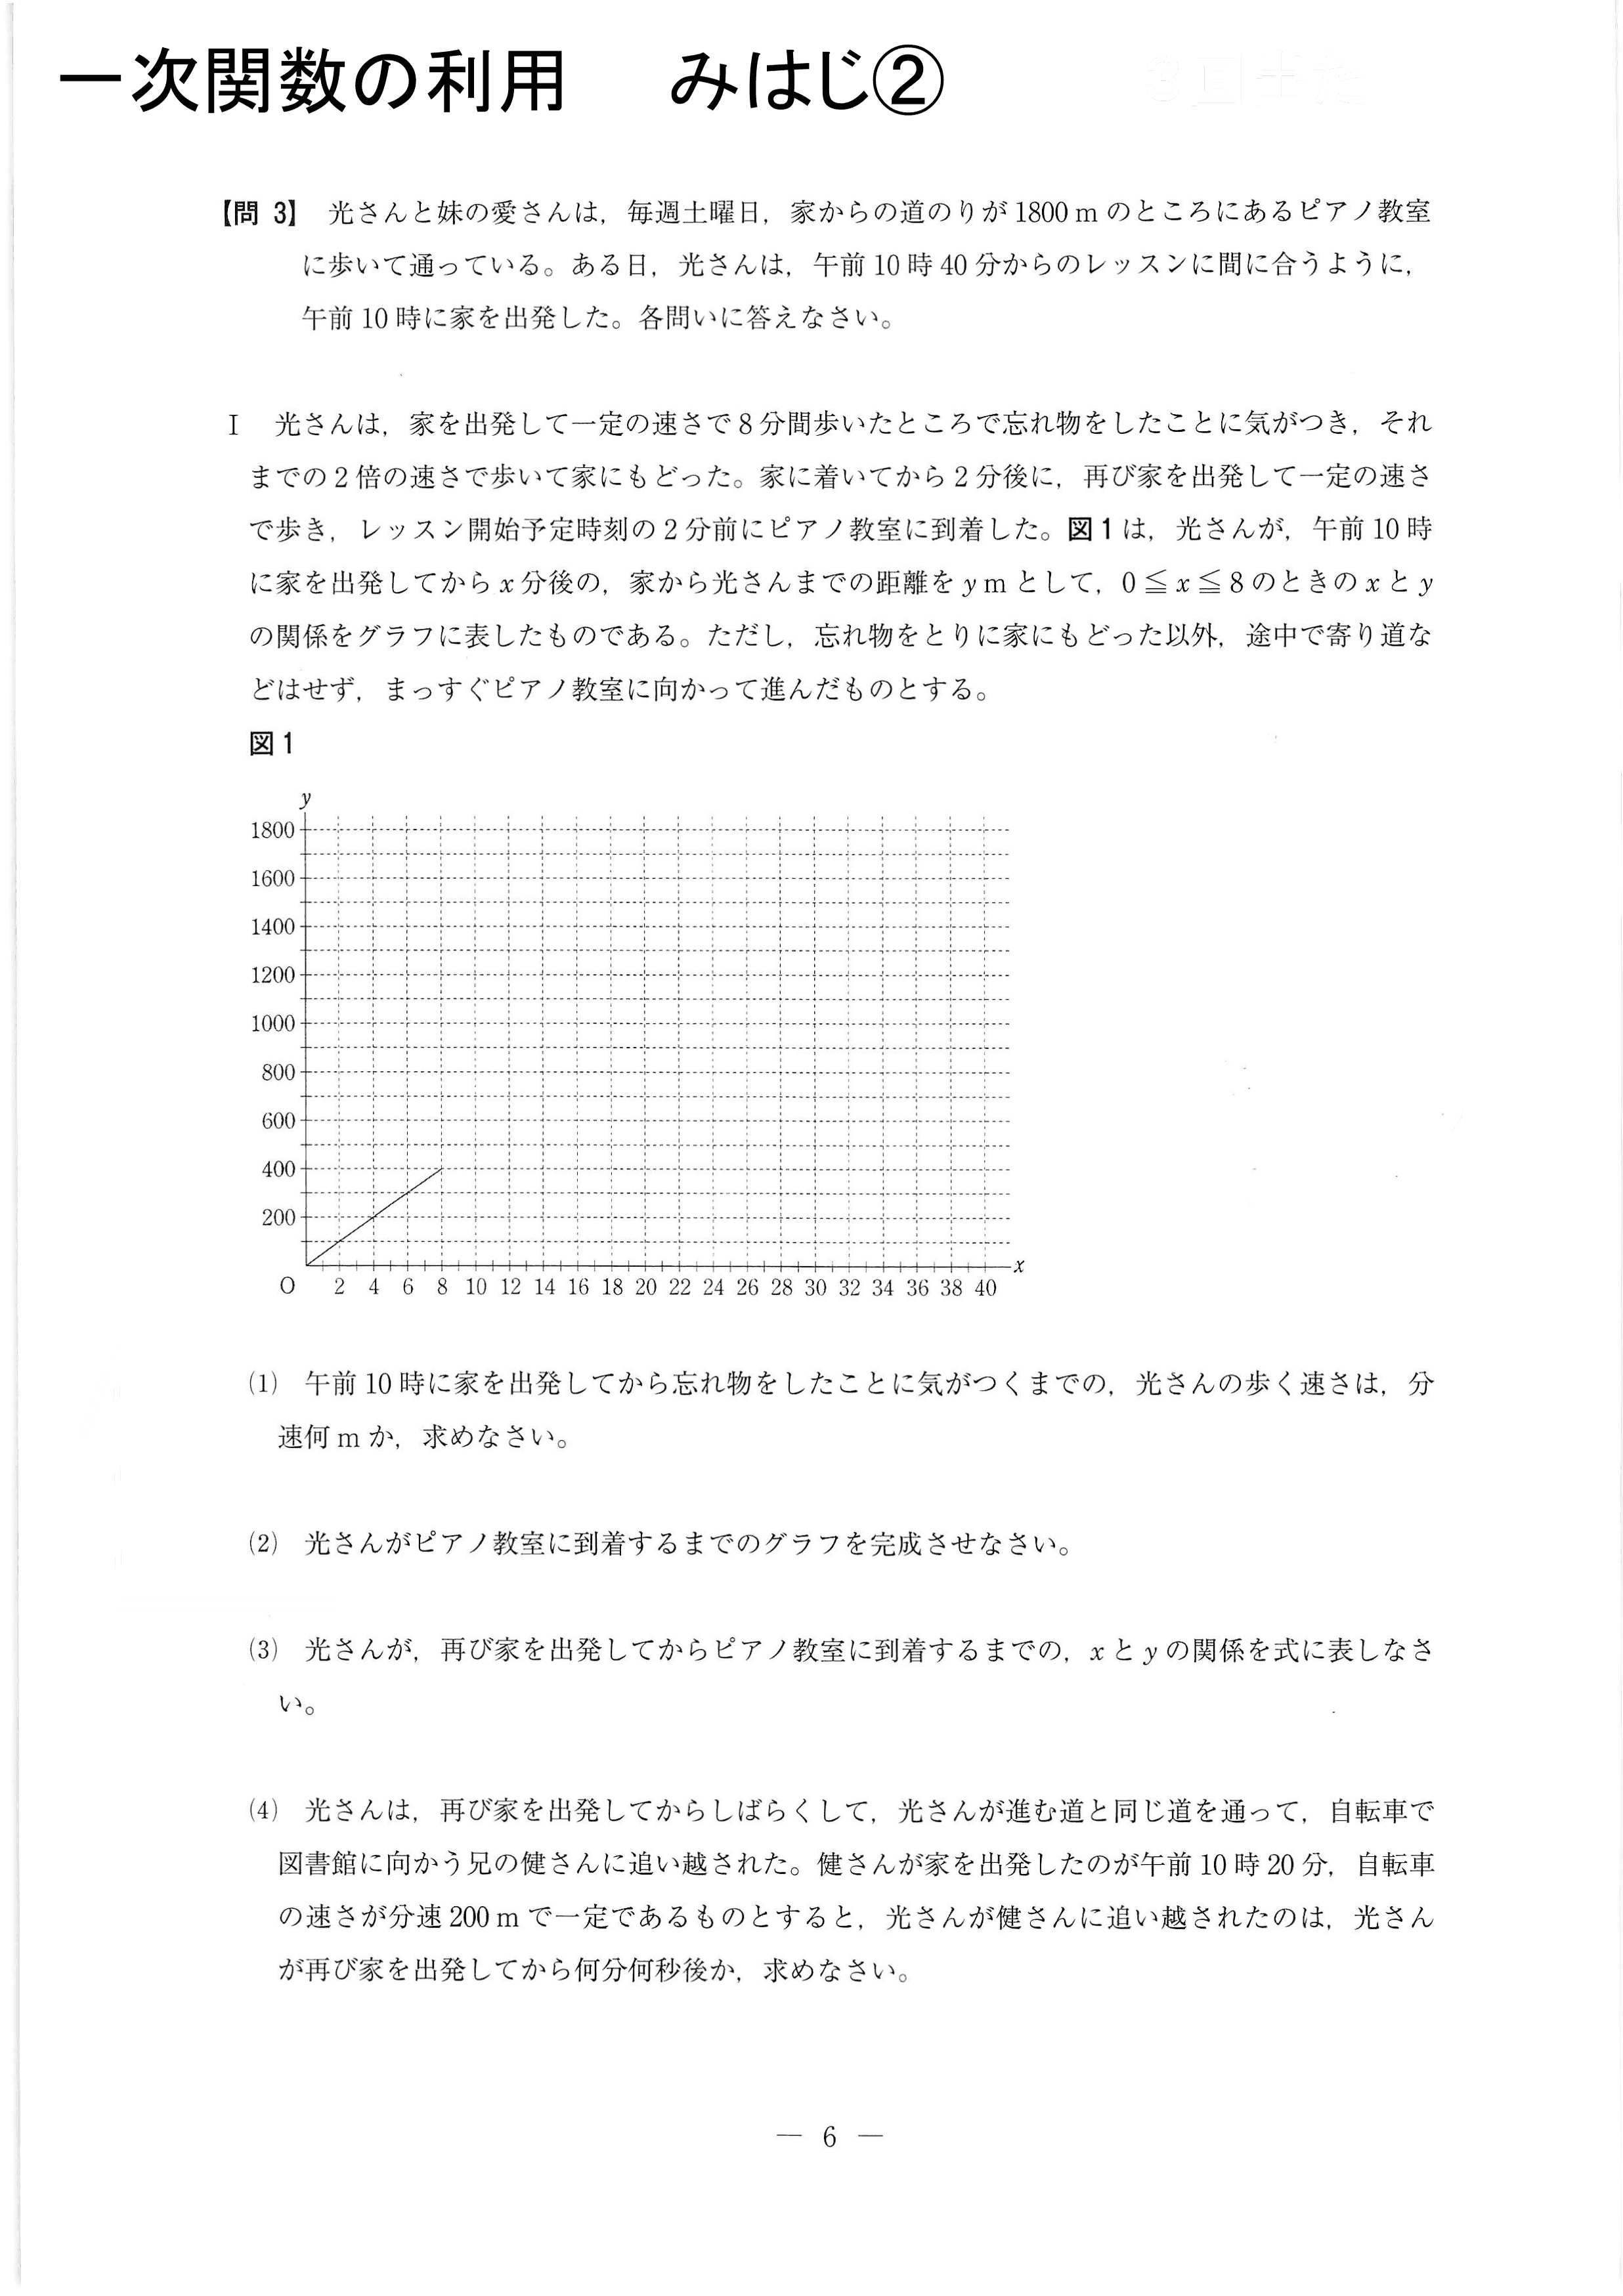 一次関数の利用　みはじ②
【問 3】 光さんと妹の愛さんは，毎週土曜日，家からの道のりが 1800 m のところにあるピアノ教室
に歩いて通っている。ある日，光さんは，午前 10 時 40 分からのレッスンに間に合うように，
午前 10 時に家を出発した。各問いに答えなさい。
Ⅰ 光さんは，家を出発して一定の速さで 8 分間歩いたところで忘れ物をしたことに気がつき，それ
までの 2 倍の速さで歩いて家にもどった。家に着いてから 2 分後に，再び家を出発して一定の速さ
で歩き，レッスン開始予定時刻の 2 分前にピアノ教室に到着した。図 1 は，光さんが，午前 10 時
に家を出発してから x 分後の，家から光さんまでの距離を y m として，0 ≦ x ≦ 8 のときの x と y
の関係をグラフに表したものである。ただし，忘れ物をとりに家にもどった以外，途中で寄り道な
どはせず，まっすぐピアノ教室に向かって進んだものとする。
図 1
y
1800
1600
1400
1200
1000
800
600
400
200
x
O 2 4 6 8 10 12 14 16 18 20 22 24 26 28 30 32 34 36 38 40
(1) 午前 10 時に家を出発してから忘れ物をしたことに気がつくまでの，光さんの歩く速さは，分
速何 m か，求めなさい。
(2) 光さんがピアノ教室に到着するまでのグラフを完成させなさい。
(3) 光さんが，再び家を出発してからピアノ教室に到着するまでの，x と y の関係を式に表しなさ
い。
(4) 光さんは，再び家を出発してからしばらくして，光さんが進む道と同じ道を通って，自転車で
図書館に向かう兄の健さんに追い越された。健さんが家を出発したのが午前 10 時 20 分，自転車
の速さが分速 200 m で一定であるものとすると，光さんが健さんに追い越されたのは，光さん
が再び家を出発してから何分何秒後か，求めなさい。
― 6 ―